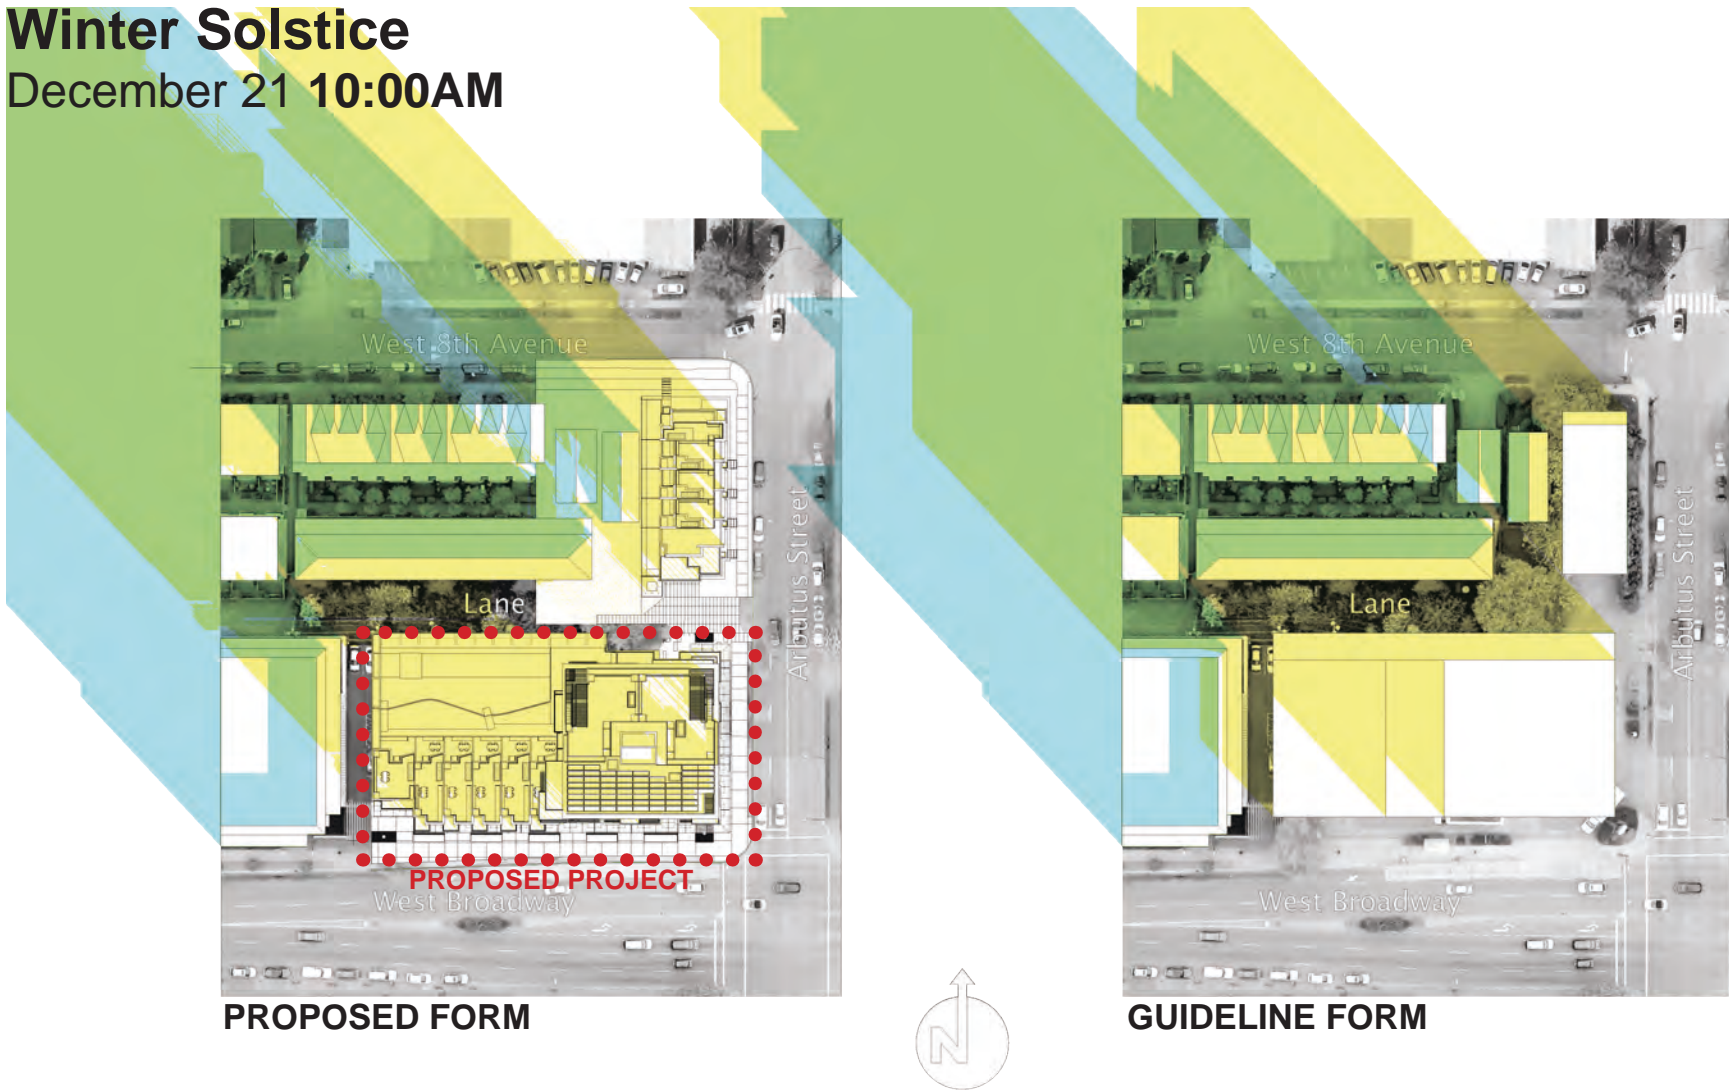 Winter Solstice
December 21 10:00AM
West 8th Avenue
Arbutus Street
Lane
PROPOSED PROJECT
West Broadway
PROPOSED FORM
West 8th Avenue
Arbutus Street
Lane
West Broadway
GUIDELINE FORM
N